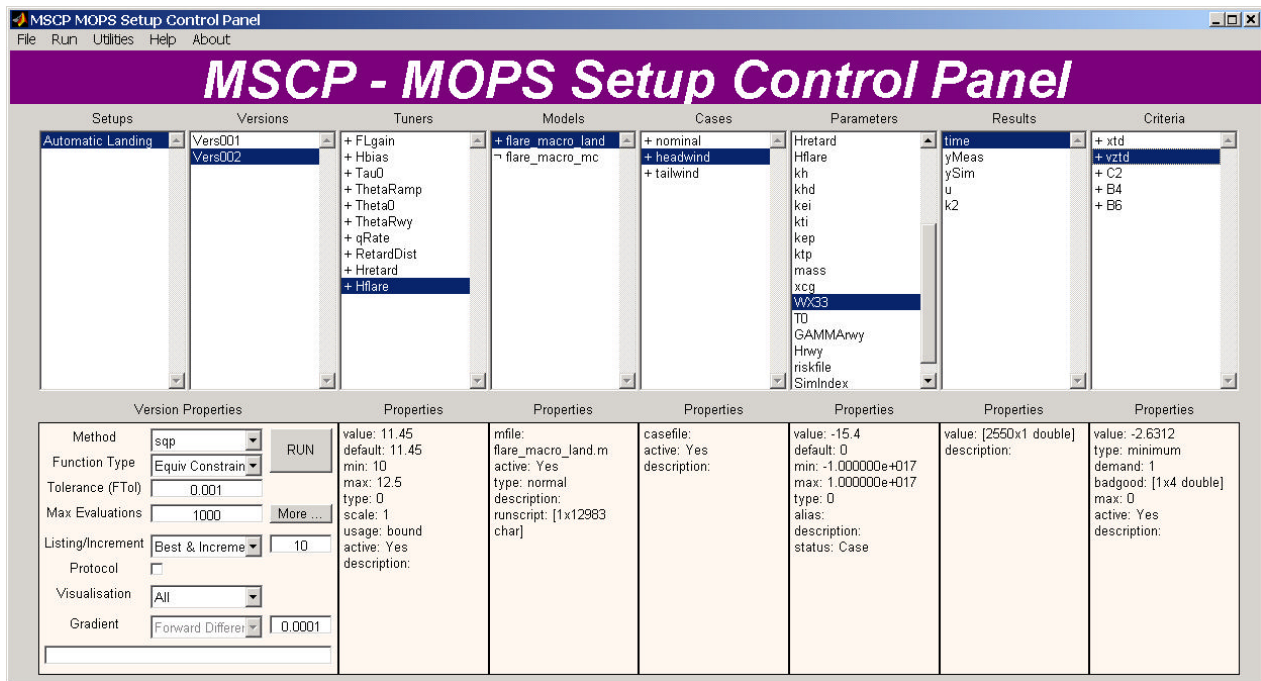 MSCP MOPS Setup Control Panel
File Run Utilities Help About
MSCP - MOPS Setup Control Panel
Setups
Automatic Landing
Versions
Vers001
Vers002
Tuners
+ FLgain
+ Hbias
+ Tau0
+ ThetaRamp
+ Theta0
+ ThetaRwy
+ qRate
+ RetardDist
+ Hretard
+ Hflare
Models
+ flare_macro_land
¬ flare_macro_mc
Cases
+ nominal
+ headwind
+ tailwind
Parameters
Hretard
Hflare
kh
khd
kei
kti
kep
ktp
mass
xcg
WX33
T0
GAMMArwy
Hrwy
riskfile
SimIndex
Results
time
yMeas
ySim
u
k2
Criteria
+ xtd
+ vztd
+ C2
+ B4
+ B6
Version Properties
Method sqp RUN
Function Type Equiv Constrain
Tolerance (FTol) 0.001
Max Evaluations 1000 More ...
Listing/Increment Best & Increme 10
Protocol
Visualisation All
Gradient Forward Differer 0.0001
Properties
value: 11.45
default: 11.45
min: 10
max: 12.5
type: 0
scale: 1
usage: bound
active: Yes
description:
Properties
mfile:
flare_macro_land.m
active: Yes
type: normal
description:
runscript: [1x12983
char]
Properties
casefile:
active: Yes
description:
Properties
value: -15.4
default: 0
min: -1.000000e+017
max: 1.000000e+017
type: 0
alias:
description:
status: Case
Properties
value: [2550x1 double]
description:
Properties
value: -2.6312
type: minimum
demand: 1
badgood: [1x4 double]
max: 0
active: Yes
description: